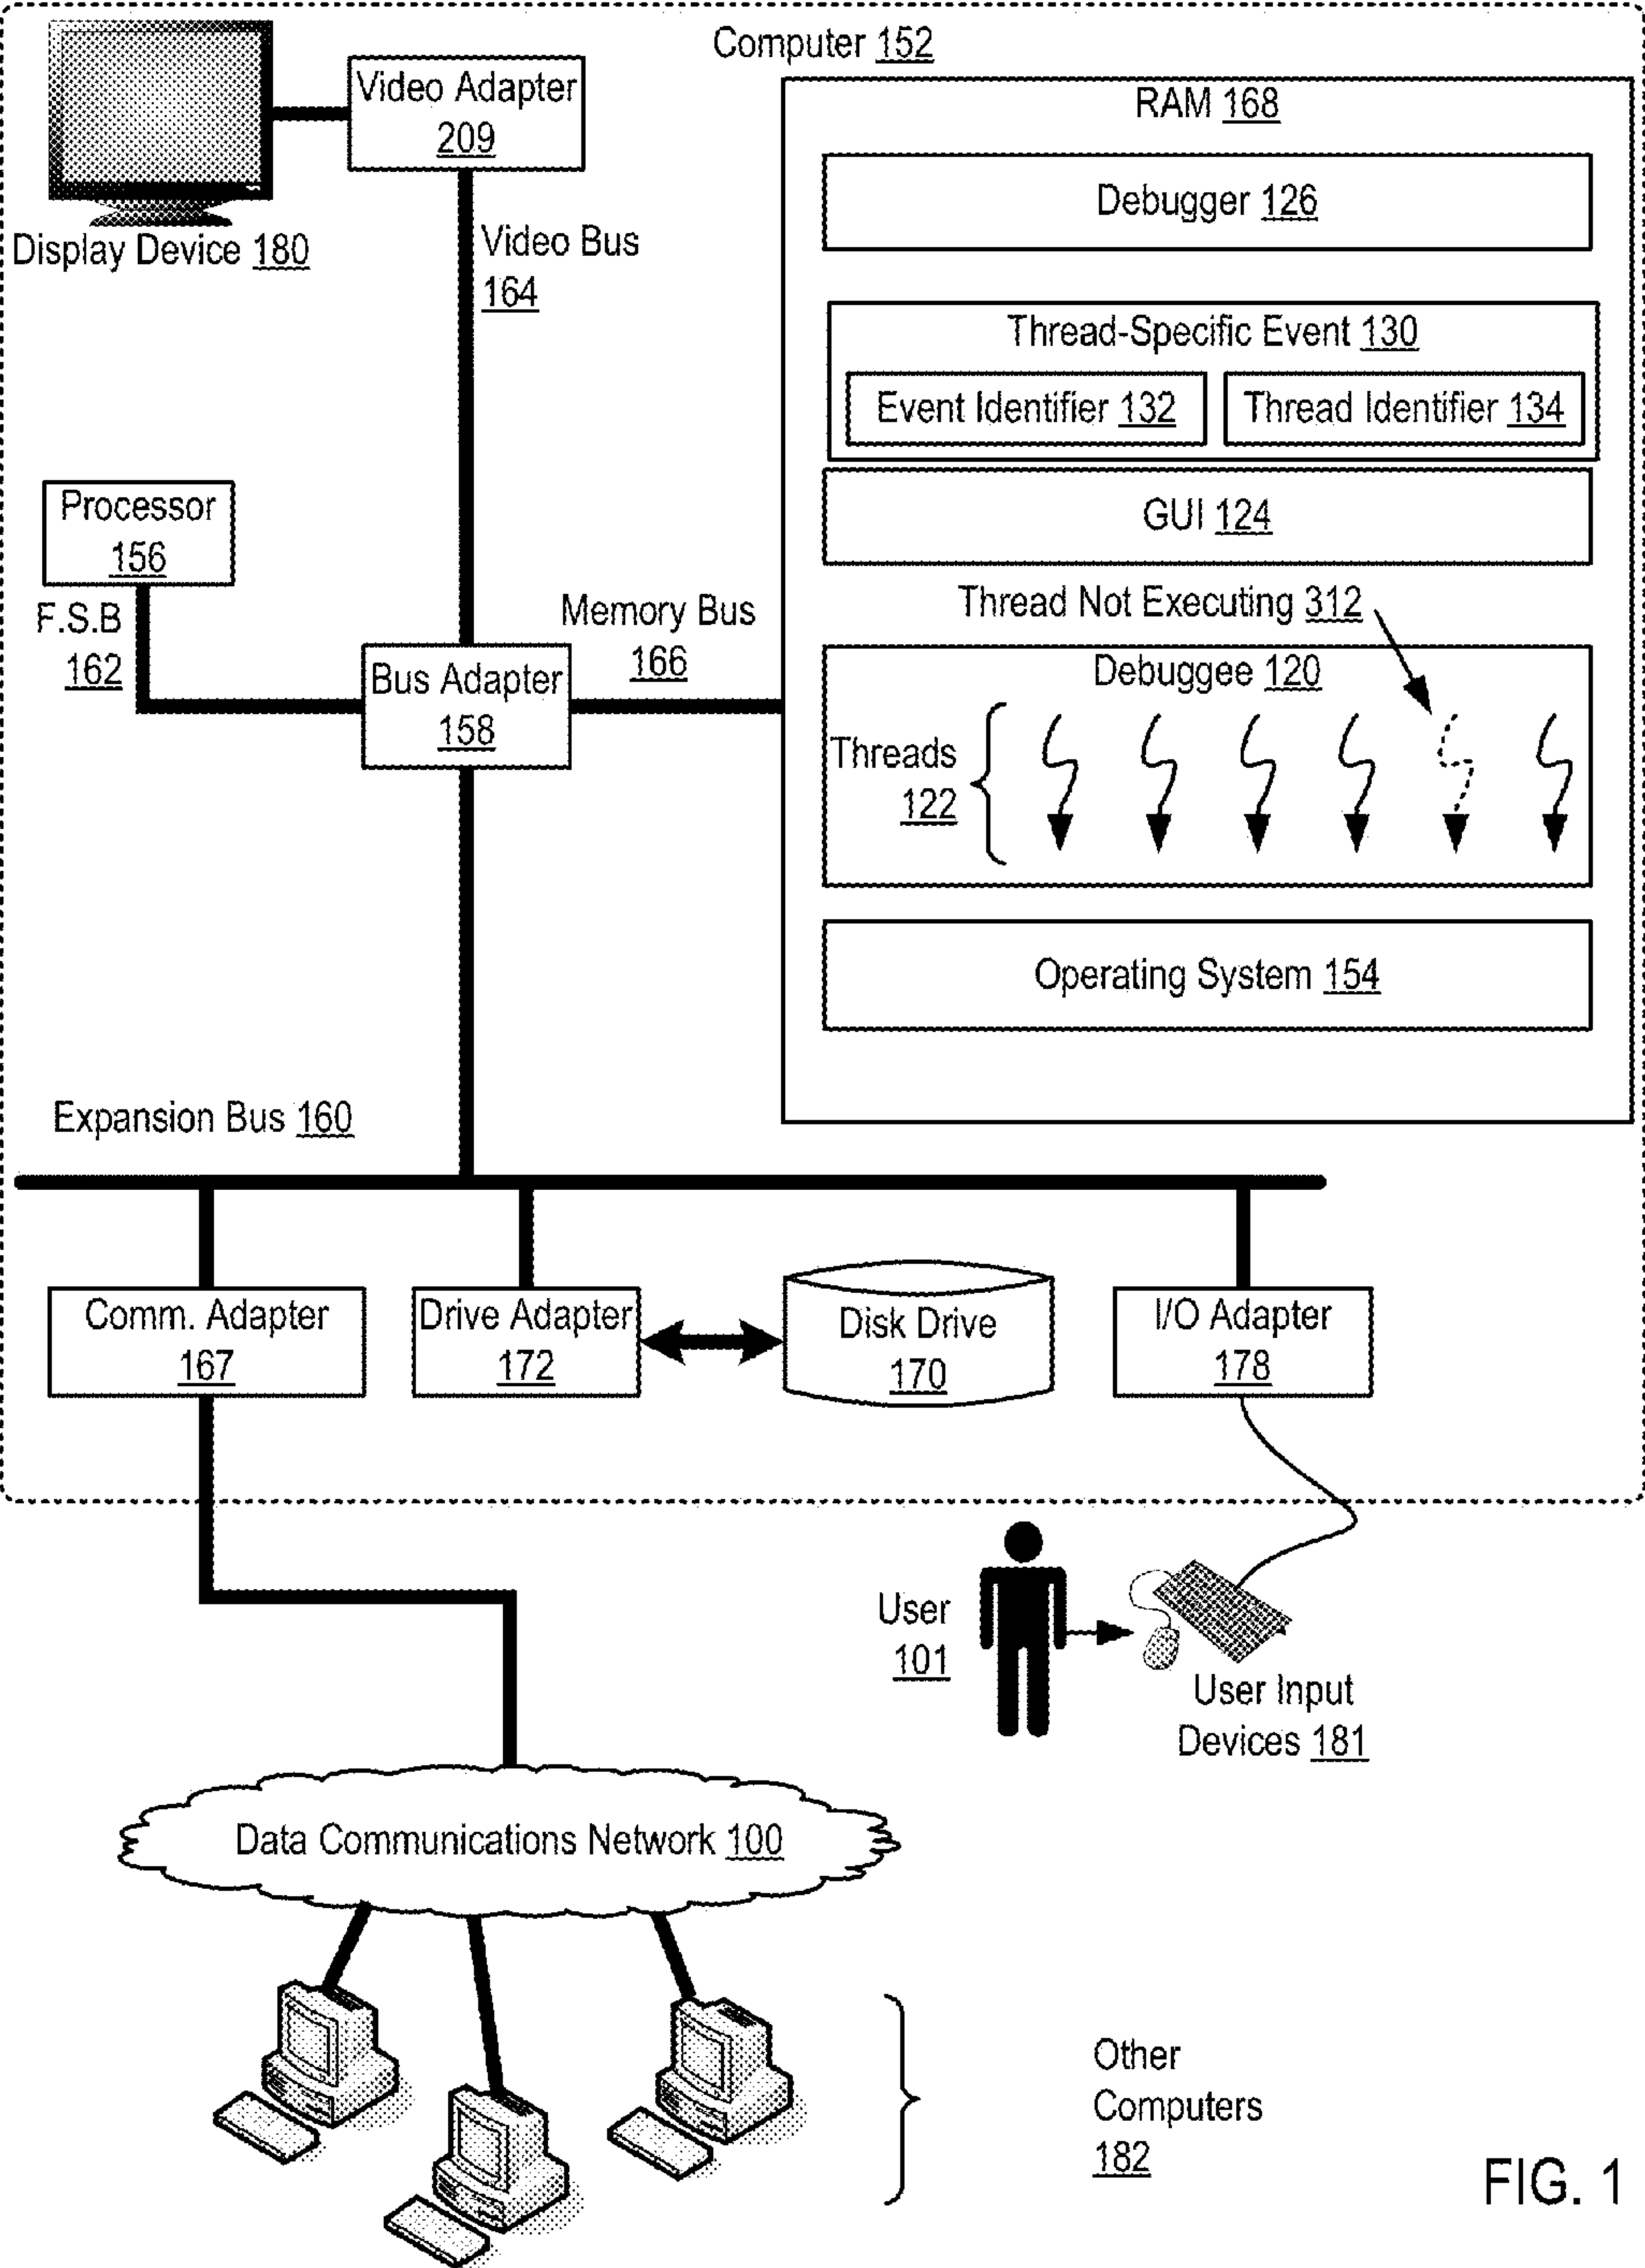 Computer 152
Video Adapter
209
Display Device 180
Video Bus
164
RAM 168
Debugger 126
Thread-Specific Event 130
Event Identifier 132
Thread Identifier 134
GUI 124
Processor
156
F.S.B
162
Memory Bus
166
Bus Adapter
158
Thread Not Executing 312
Debuggee 120
Threads
122
Operating System 154
Expansion Bus 160
Comm. Adapter
167
Drive Adapter
172
Disk Drive
170
I/O Adapter
178
User
101
User Input
Devices 181
Data Communications Network 100
Other
Computers
182
FIG. 1